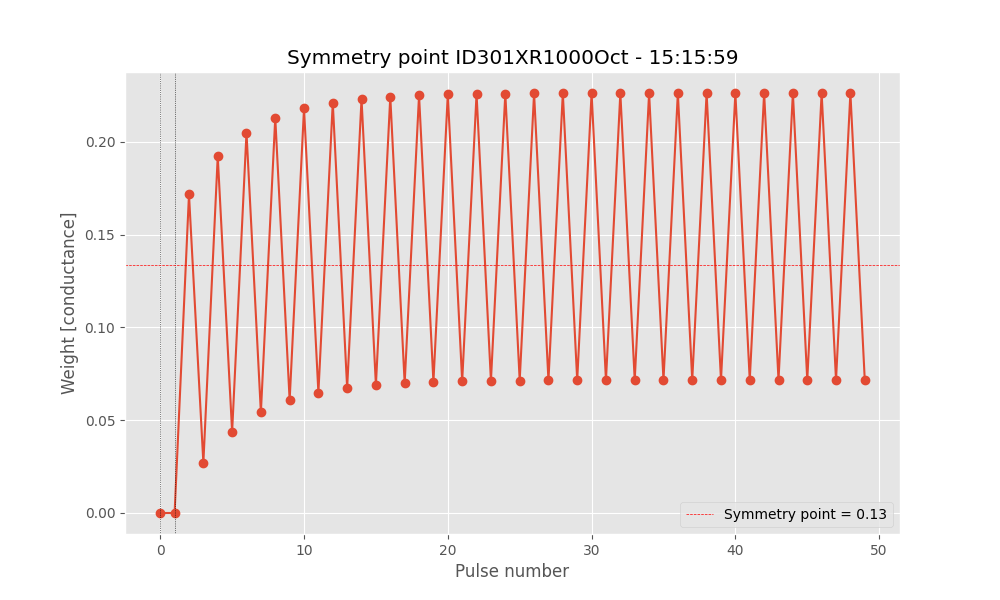 Symmetry point ID301XR1000Oct - 15:15:59
Weight [conductance]
0.20
0.15
0.10
0.05
0.00
Symmetry point = 0.13
0
10
20
30
40
50
Pulse number